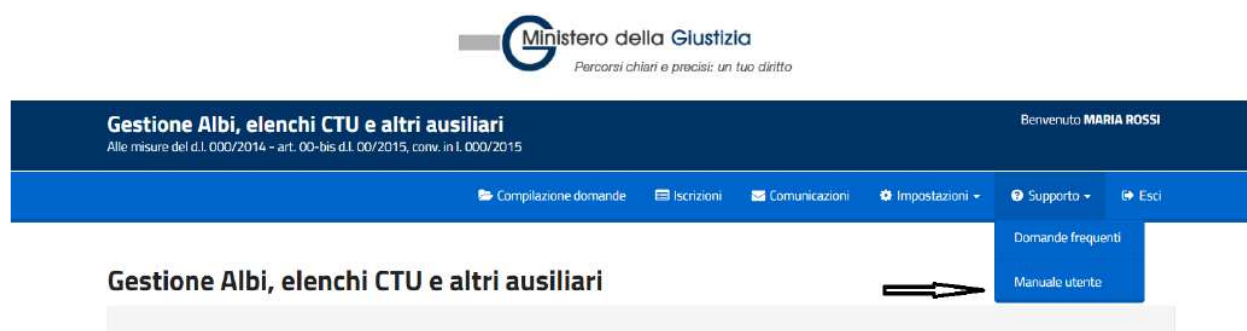 Ministero della Giustizia
Percorsi chiari e precisi: un tuo diritto
Gestione Albi, elenchi CTU e altri ausiliari
Benvenuto MARIA ROSSI
Alle misure del d.l. 000/2014 - art. 00-bis d.l. 00/2015, conv. in l. 000/2015
Compilazione domande Iscrizioni Comunicazioni Impostazioni Supporto Esci
Domande frequenti
Gestione Albi, elenchi CTU e altri ausiliari
Manuale utente